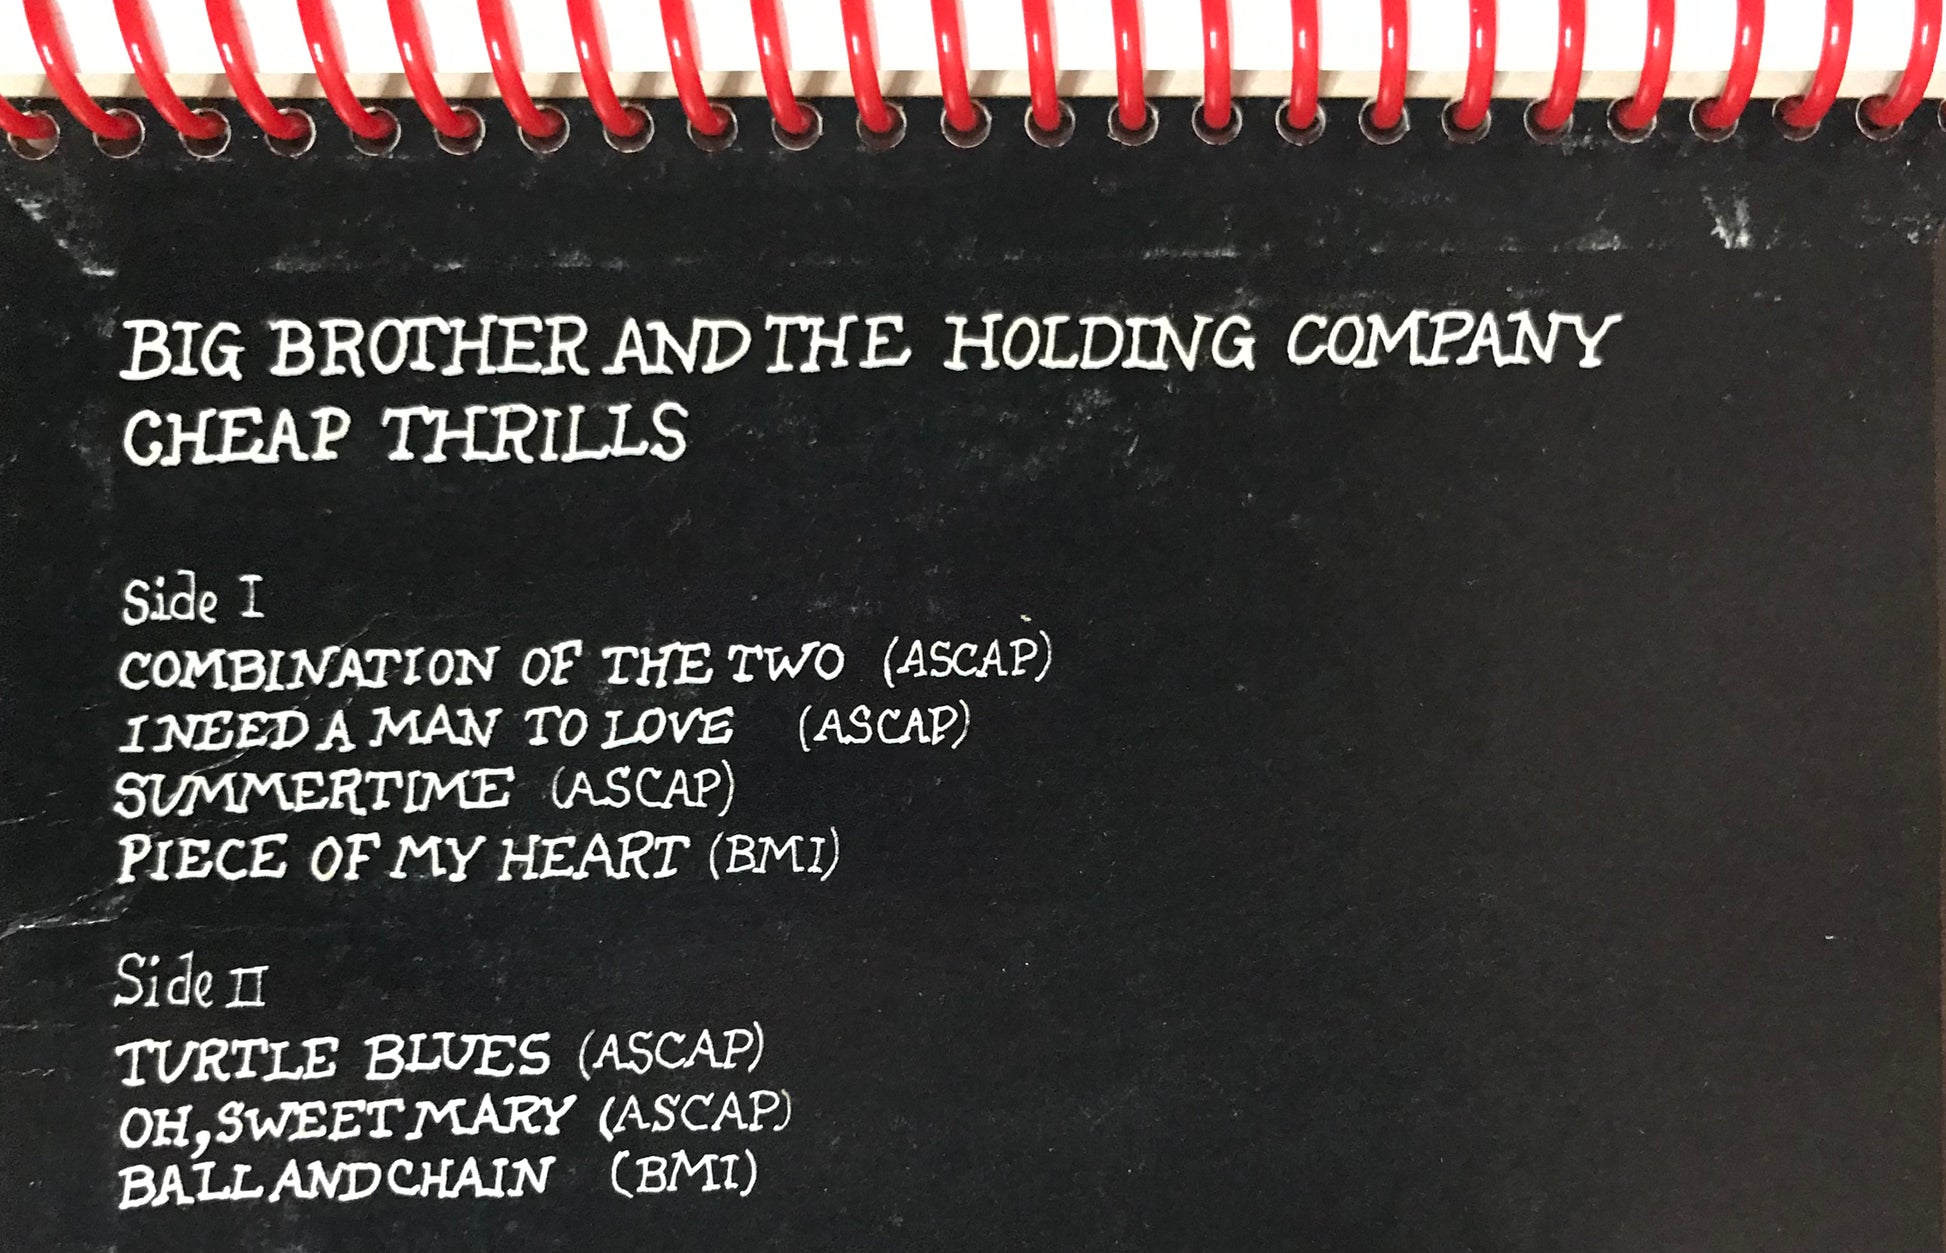 BIG BROTHER AND THE HOLDING COMPANY
CHEAP THRILLS
Side I
COMBINATION OF THE TWO (ASCAP)
I NEED A MAN TO LOVE (ASCAP)
SUMMERTIME (ASCAP)
PIECE OF MY HEART (BMI)
Side II
TURTLE BLUES (ASCAP)
OH, SWEET MARY (ASCAP)
BALL AND CHAIN (BMI)